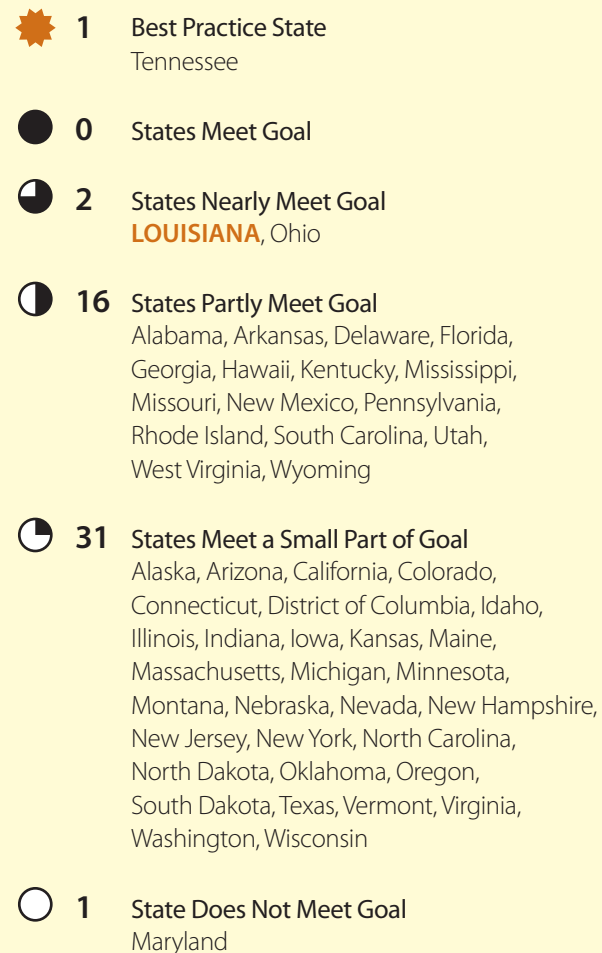 1 Best Practice State
Tennessee
0 States Meet Goal
2 States Nearly Meet Goal
LOUISIANA, Ohio
16 States Partly Meet Goal
Alabama, Arkansas, Delaware, Florida,
Georgia, Hawaii, Kentucky, Mississippi,
Missouri, New Mexico, Pennsylvania,
Rhode Island, South Carolina, Utah,
West Virginia, Wyoming
31 States Meet a Small Part of Goal
Alaska, Arizona, California, Colorado,
Connecticut, District of Columbia, Idaho,
Illinois, Indiana, Iowa, Kansas, Maine,
Massachusetts, Michigan, Minnesota,
Montana, Nebraska, Nevada, New Hampshire,
New Jersey, New York, North Carolina,
North Dakota, Oklahoma, Oregon,
South Dakota, Texas, Vermont, Virginia,
Washington, Wisconsin
1 State Does Not Meet Goal
Maryland